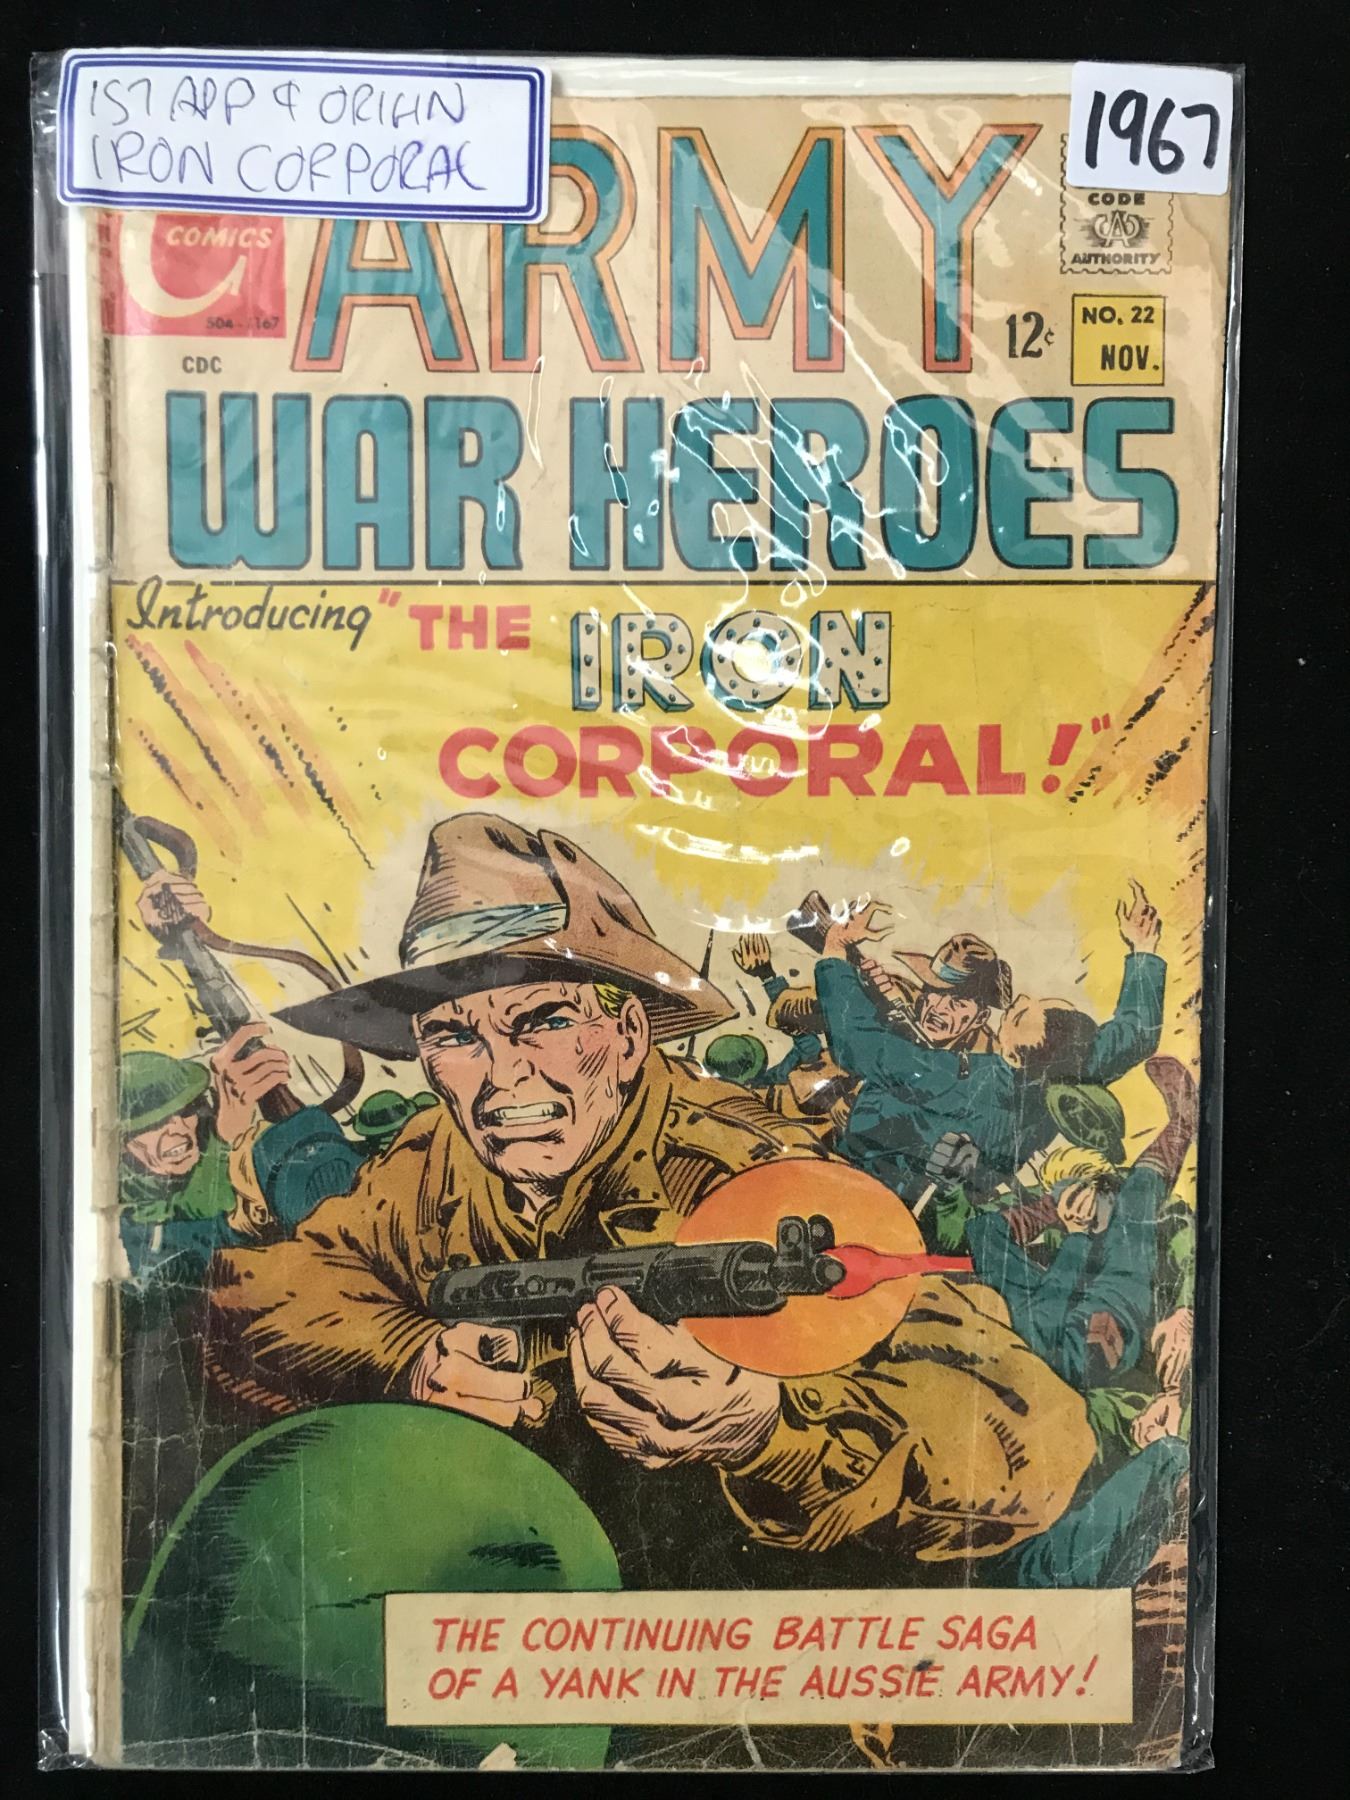 1ST APP & ORIHN
IRON CORPORAL
1967
COMICS
504-1167
CDC
ARMY
CODE
AUTHORITY
12¢
NO. 22
NOV.
WAR HEROES
Introducing "THE IRON
CORPORAL!"
THE CONTINUING BATTLE SAGA
OF A YANK IN THE AUSSIE ARMY!